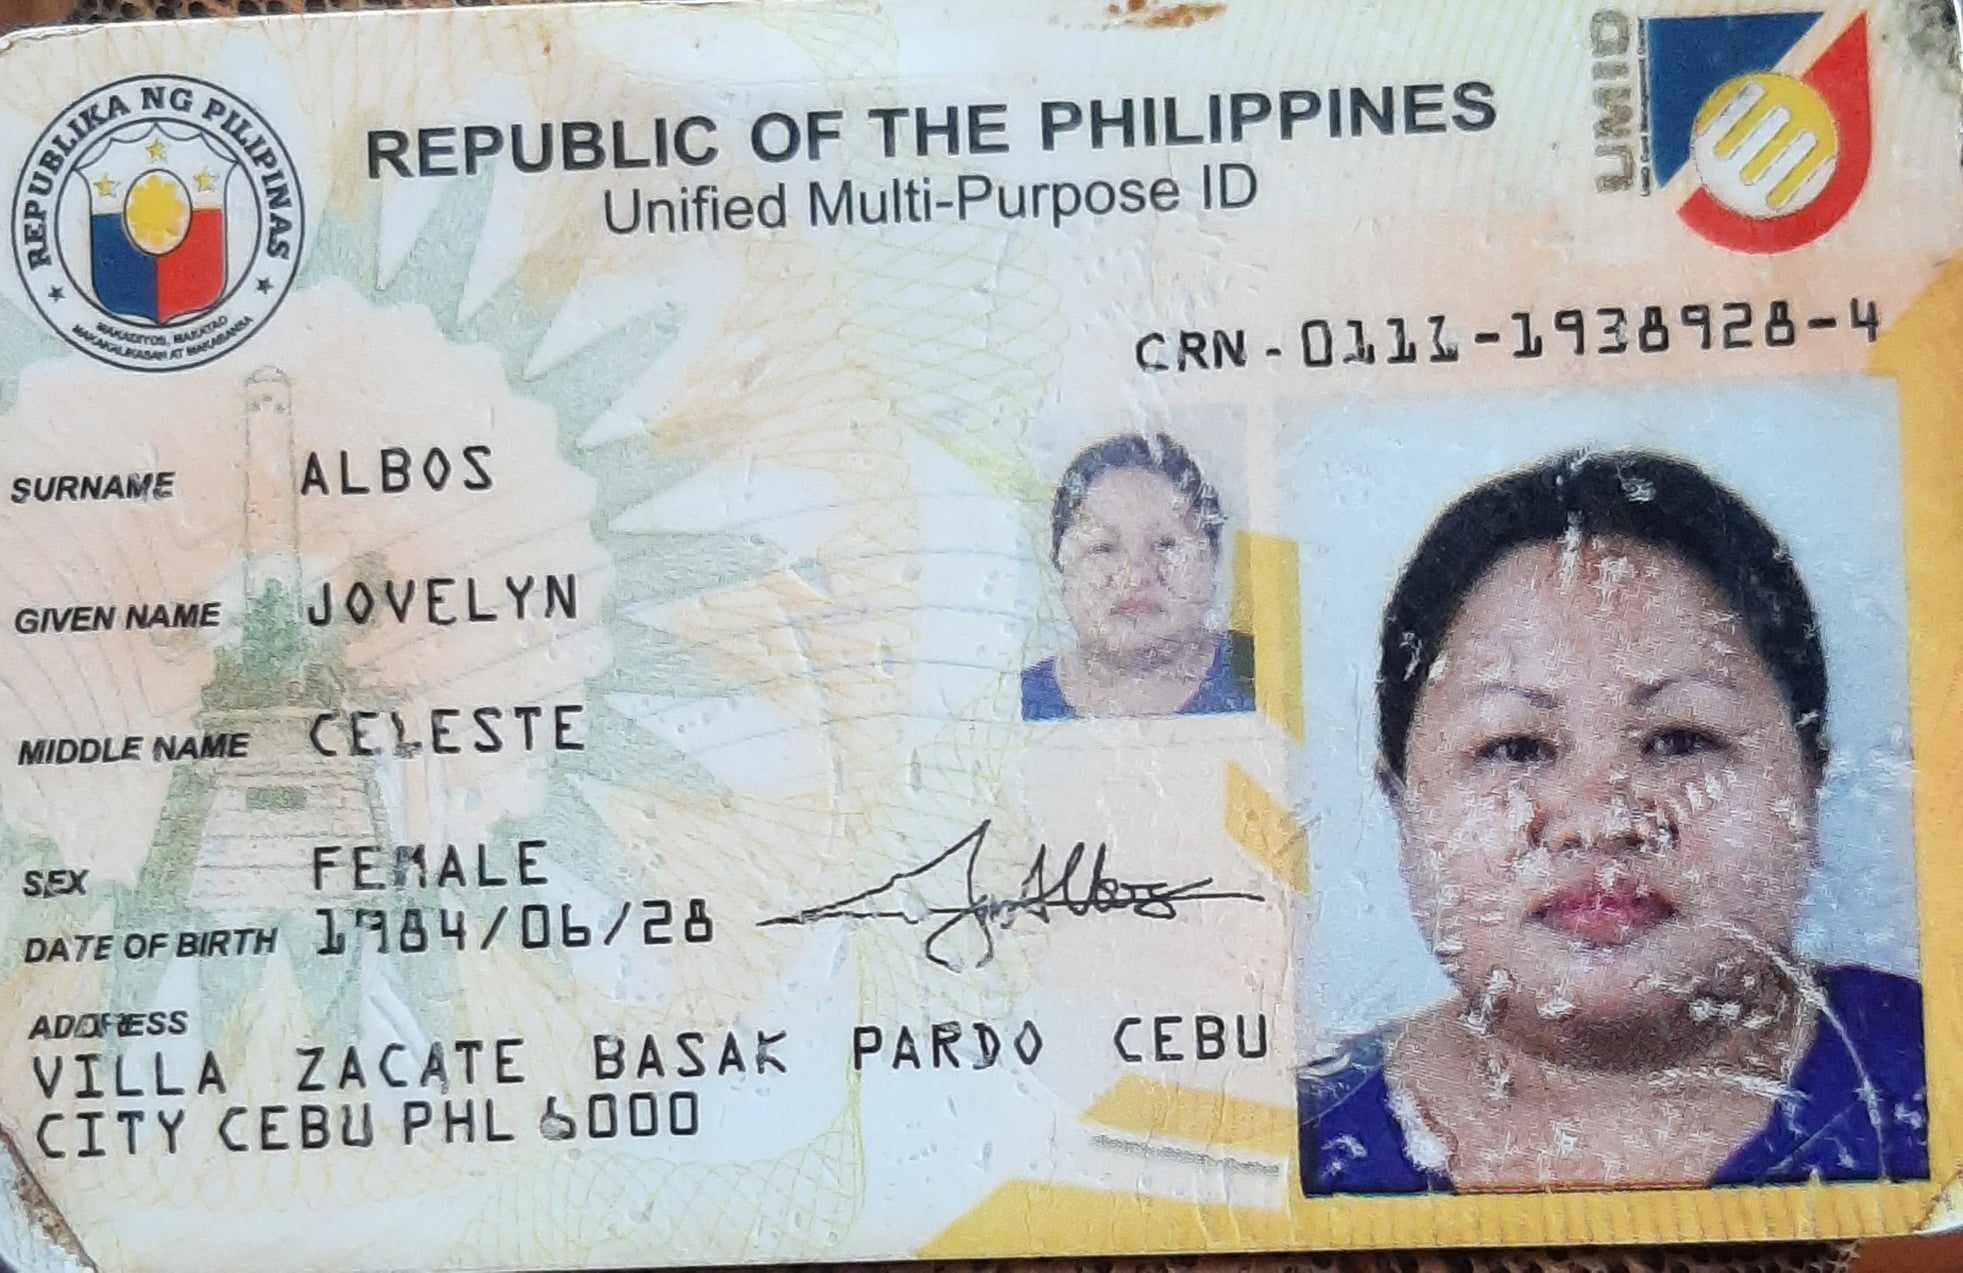 REPUBLIKA NG PILIPINAS
MAKADIYOS, MAKATAO
MAKAKALIKASAN AT MAKABANSA
REPUBLIC OF THE PHILIPPINES
Unified Multi-Purpose ID
UMID
CRN - 0111-1938928-4
SURNAME ALBOS
GIVEN NAME JOVELYN
MIDDLE NAME CELESTE
SEX FEMALE
DATE OF BIRTH 1984/06/28
ADDRESS
VILLA ZACATE BASAK PARDO CEBU
CITY CEBU PHL 6000